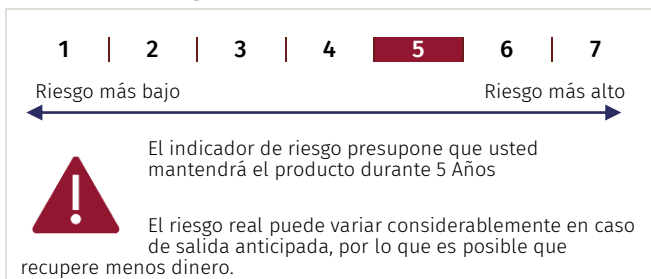 1 | 2 | 3 | 4 5 6 | 7
Riesgo más bajo Riesgo más alto
El indicador de riesgo presupone que usted
mantendrá el producto durante 5 Años
El riesgo real puede variar considerablemente en caso
de salida anticipada, por lo que es posible que
recupere menos dinero.